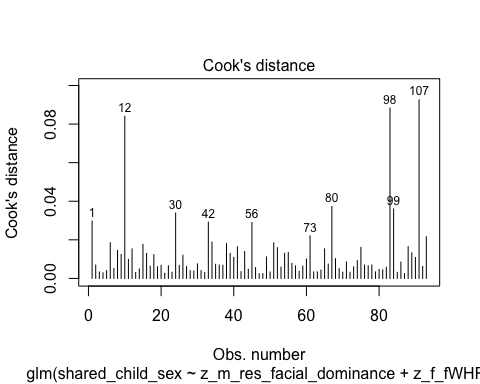 Cook's distance
Cook's distance
0.00 0.04 0.08
1 12 30 42 56 73 80 98 99 107
0 20 40 60 80
Obs. number
glm(shared_child_sex ~ z_m_res_facial_dominance + z_f_fWHR